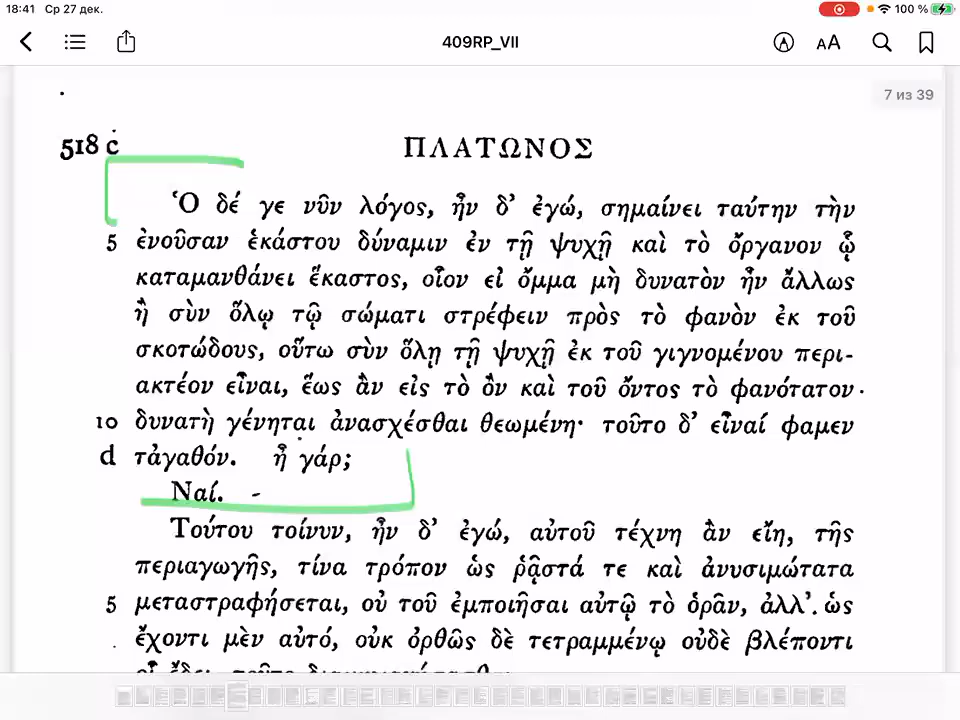 18:41 Ср 27 дек.
100 %
409RP_VII
AA
7 из 39
518 c
ΠΛΑΤΩΝΟΣ
Ὁ δέ γε νῦν λόγος, ἦν δ’ ἐγώ, σημαίνει ταύτην τὴν
5 ἐνοῦσαν ἑκάστου δύναμιν ἐν τῇ ψυχῇ καὶ τὸ ὄργανον ᾧ
καταμανθάνει ἕκαστος, οἷον εἰ ὄμμα μὴ δυνατὸν ἦν ἄλλως
ἢ σὺν ὅλῳ τῷ σώματι στρέφειν πρὸς τὸ φανὸν ἐκ τοῦ
σκοτώδους, οὕτω σὺν ὅλῃ τῇ ψυχῇ ἐκ τοῦ γιγνομένου περι-
ακτέον εἶναι, ἕως ἂν εἰς τὸ ὂν καὶ τοῦ ὄντος τὸ φανότατον
10 δυνατὴ γένηται ἀνασχέσθαι θεωμένη· τοῦτο δ’ εἶναί φαμεν
d τἀγαθόν. ἦ γάρ;
Ναί.
Τούτου τοίνυν, ἦν δ’ ἐγώ, αὐτοῦ τέχνη ἂν εἴη, τῆς
περιαγωγῆς, τίνα τρόπον ὡς ῥᾷστά τε καὶ ἀνυσιμώτατα
5 μεταστραφήσεται, οὐ τοῦ ἐμποιῆσαι αὐτῷ τὸ ὁρᾶν, ἀλλ’ ὡς
ἔχοντι μὲν αὐτό, οὐκ ὀρθῶς δὲ τετραμμένῳ οὐδὲ βλέποντι